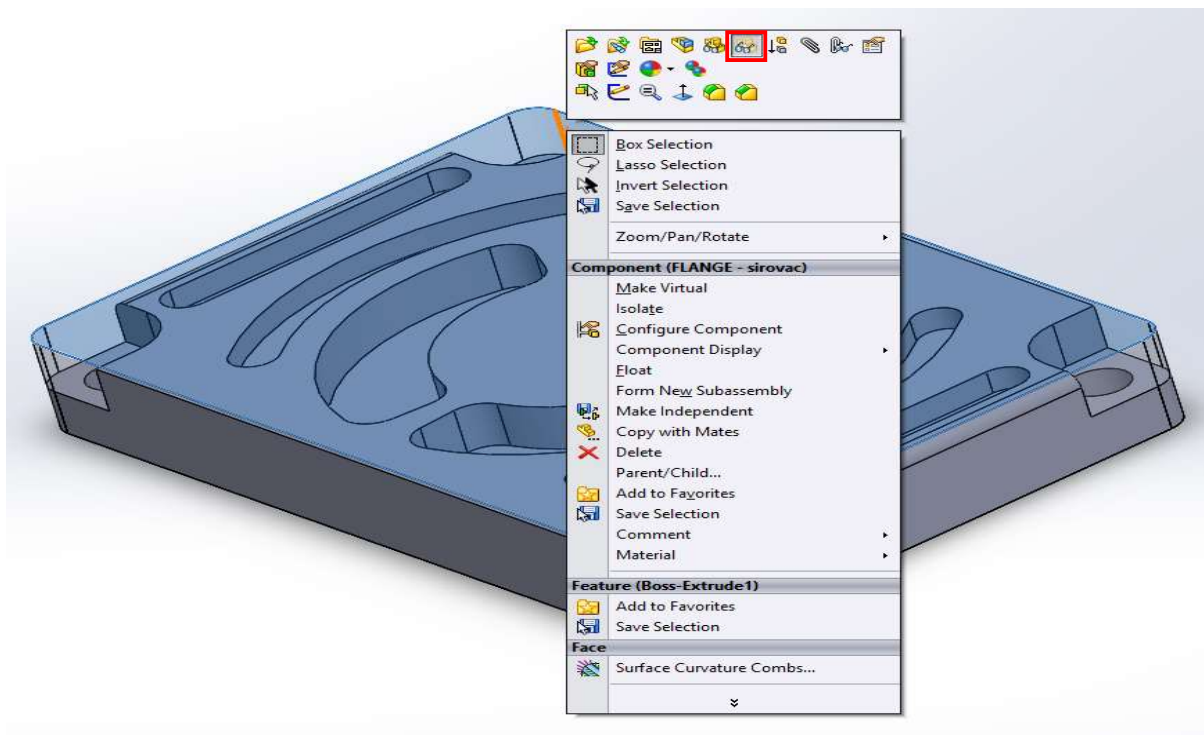 Box Selection
Lasso Selection
Invert Selection
Save Selection
Zoom/Pan/Rotate
Component (FLANGE - sirovac)
Make Virtual
Isolate
Configure Component
Component Display
Float
Form New Subassembly
Make Independent
Copy with Mates
Delete
Parent/Child...
Add to Favorites
Save Selection
Comment
Material
Feature (Boss-Extrude1)
Add to Favorites
Save Selection
Face
Surface Curvature Combs...